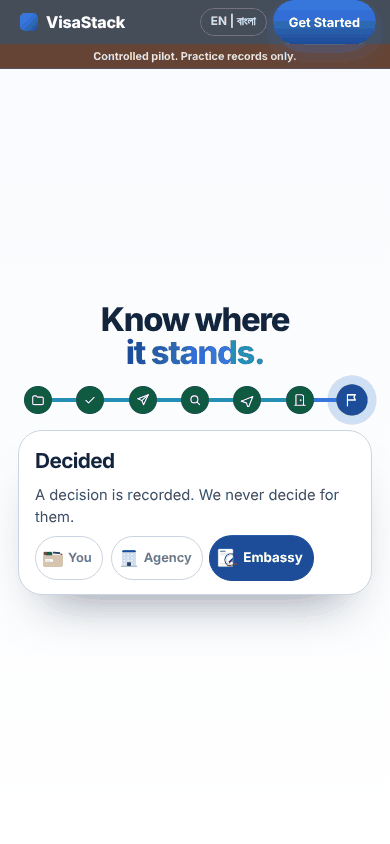 VisaStack
EN | বাংলা
Get Started
Controlled pilot. Practice records only.
Know where
it stands.
Decided
A decision is recorded. We never decide for
them.
You
Agency
Embassy